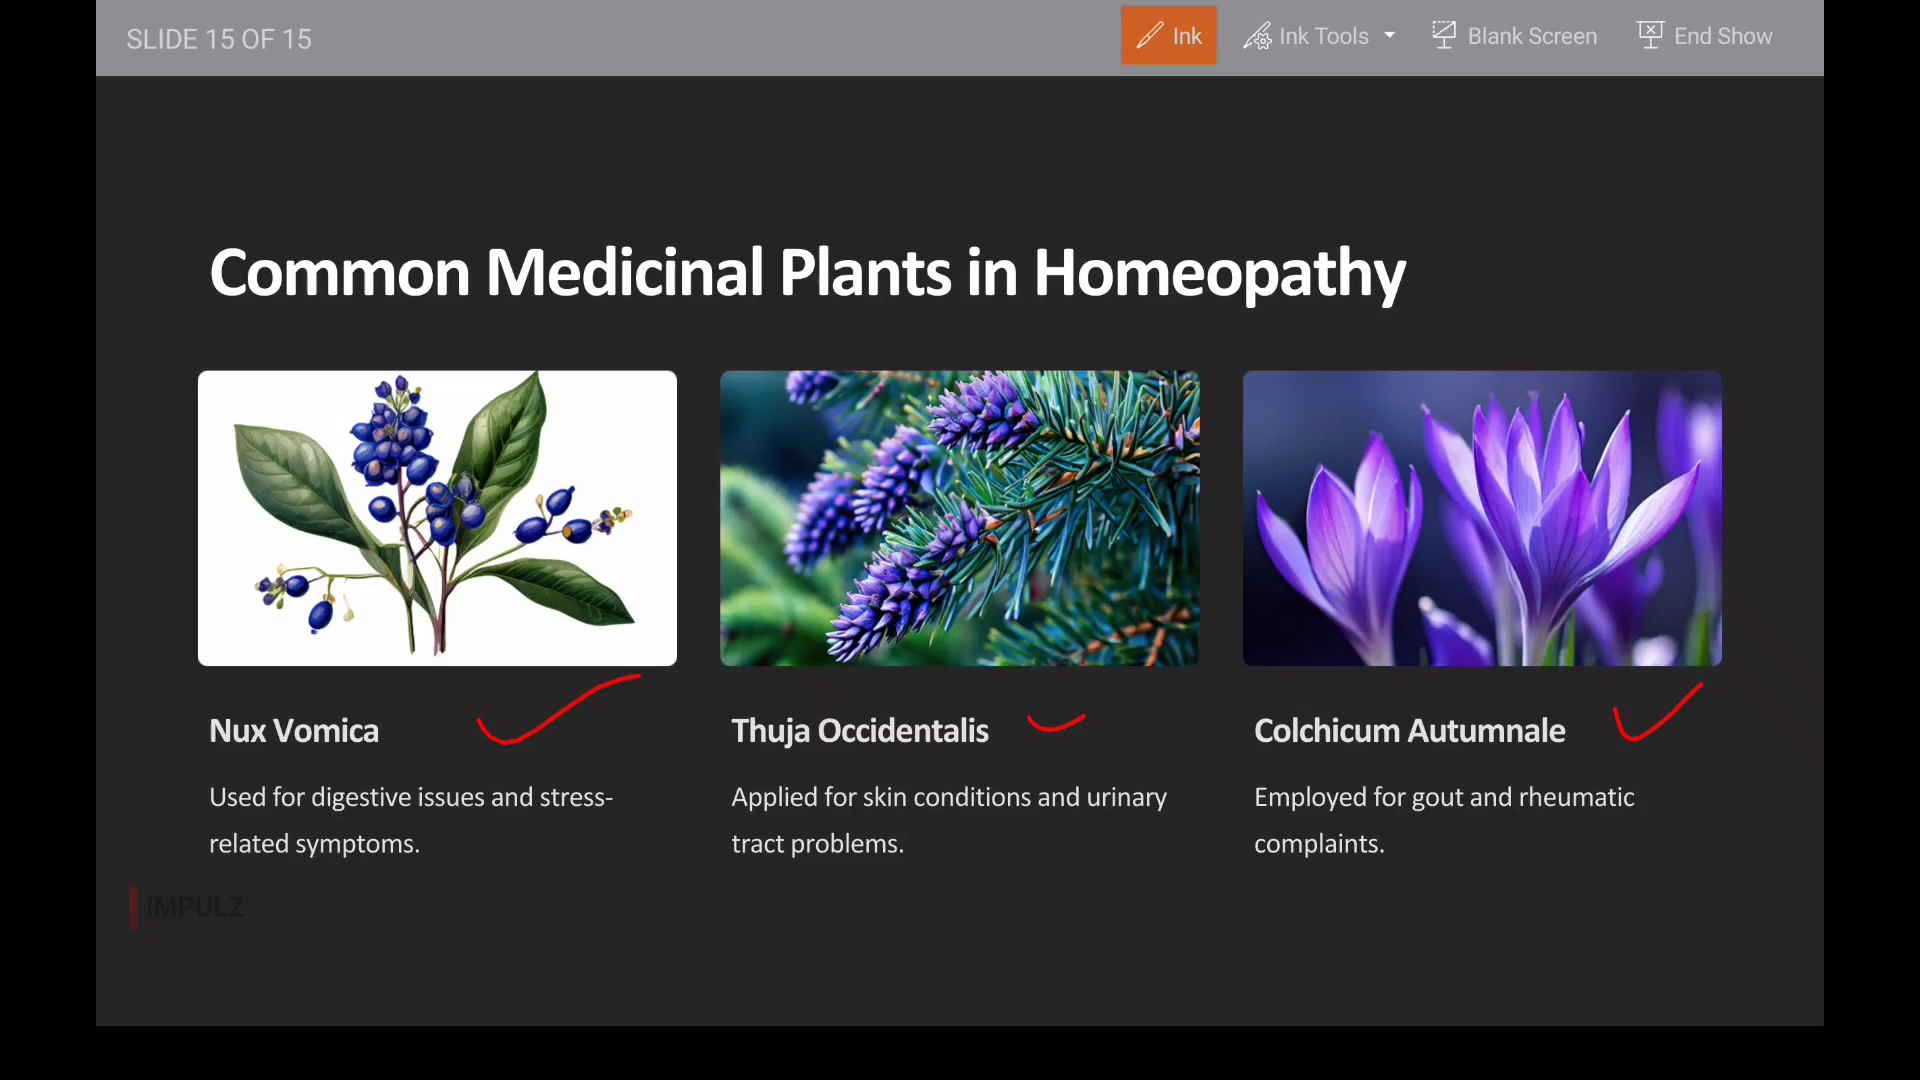 SLIDE 15 OF 15
Ink
Ink Tools
Blank Screen
End Show
Common Medicinal Plants in Homeopathy
Nux Vomica
Used for digestive issues and stress-
related symptoms.
Thuja Occidentalis
Applied for skin conditions and urinary
tract problems.
Colchicum Autumnale
Employed for gout and rheumatic
complaints.
!MPULZ